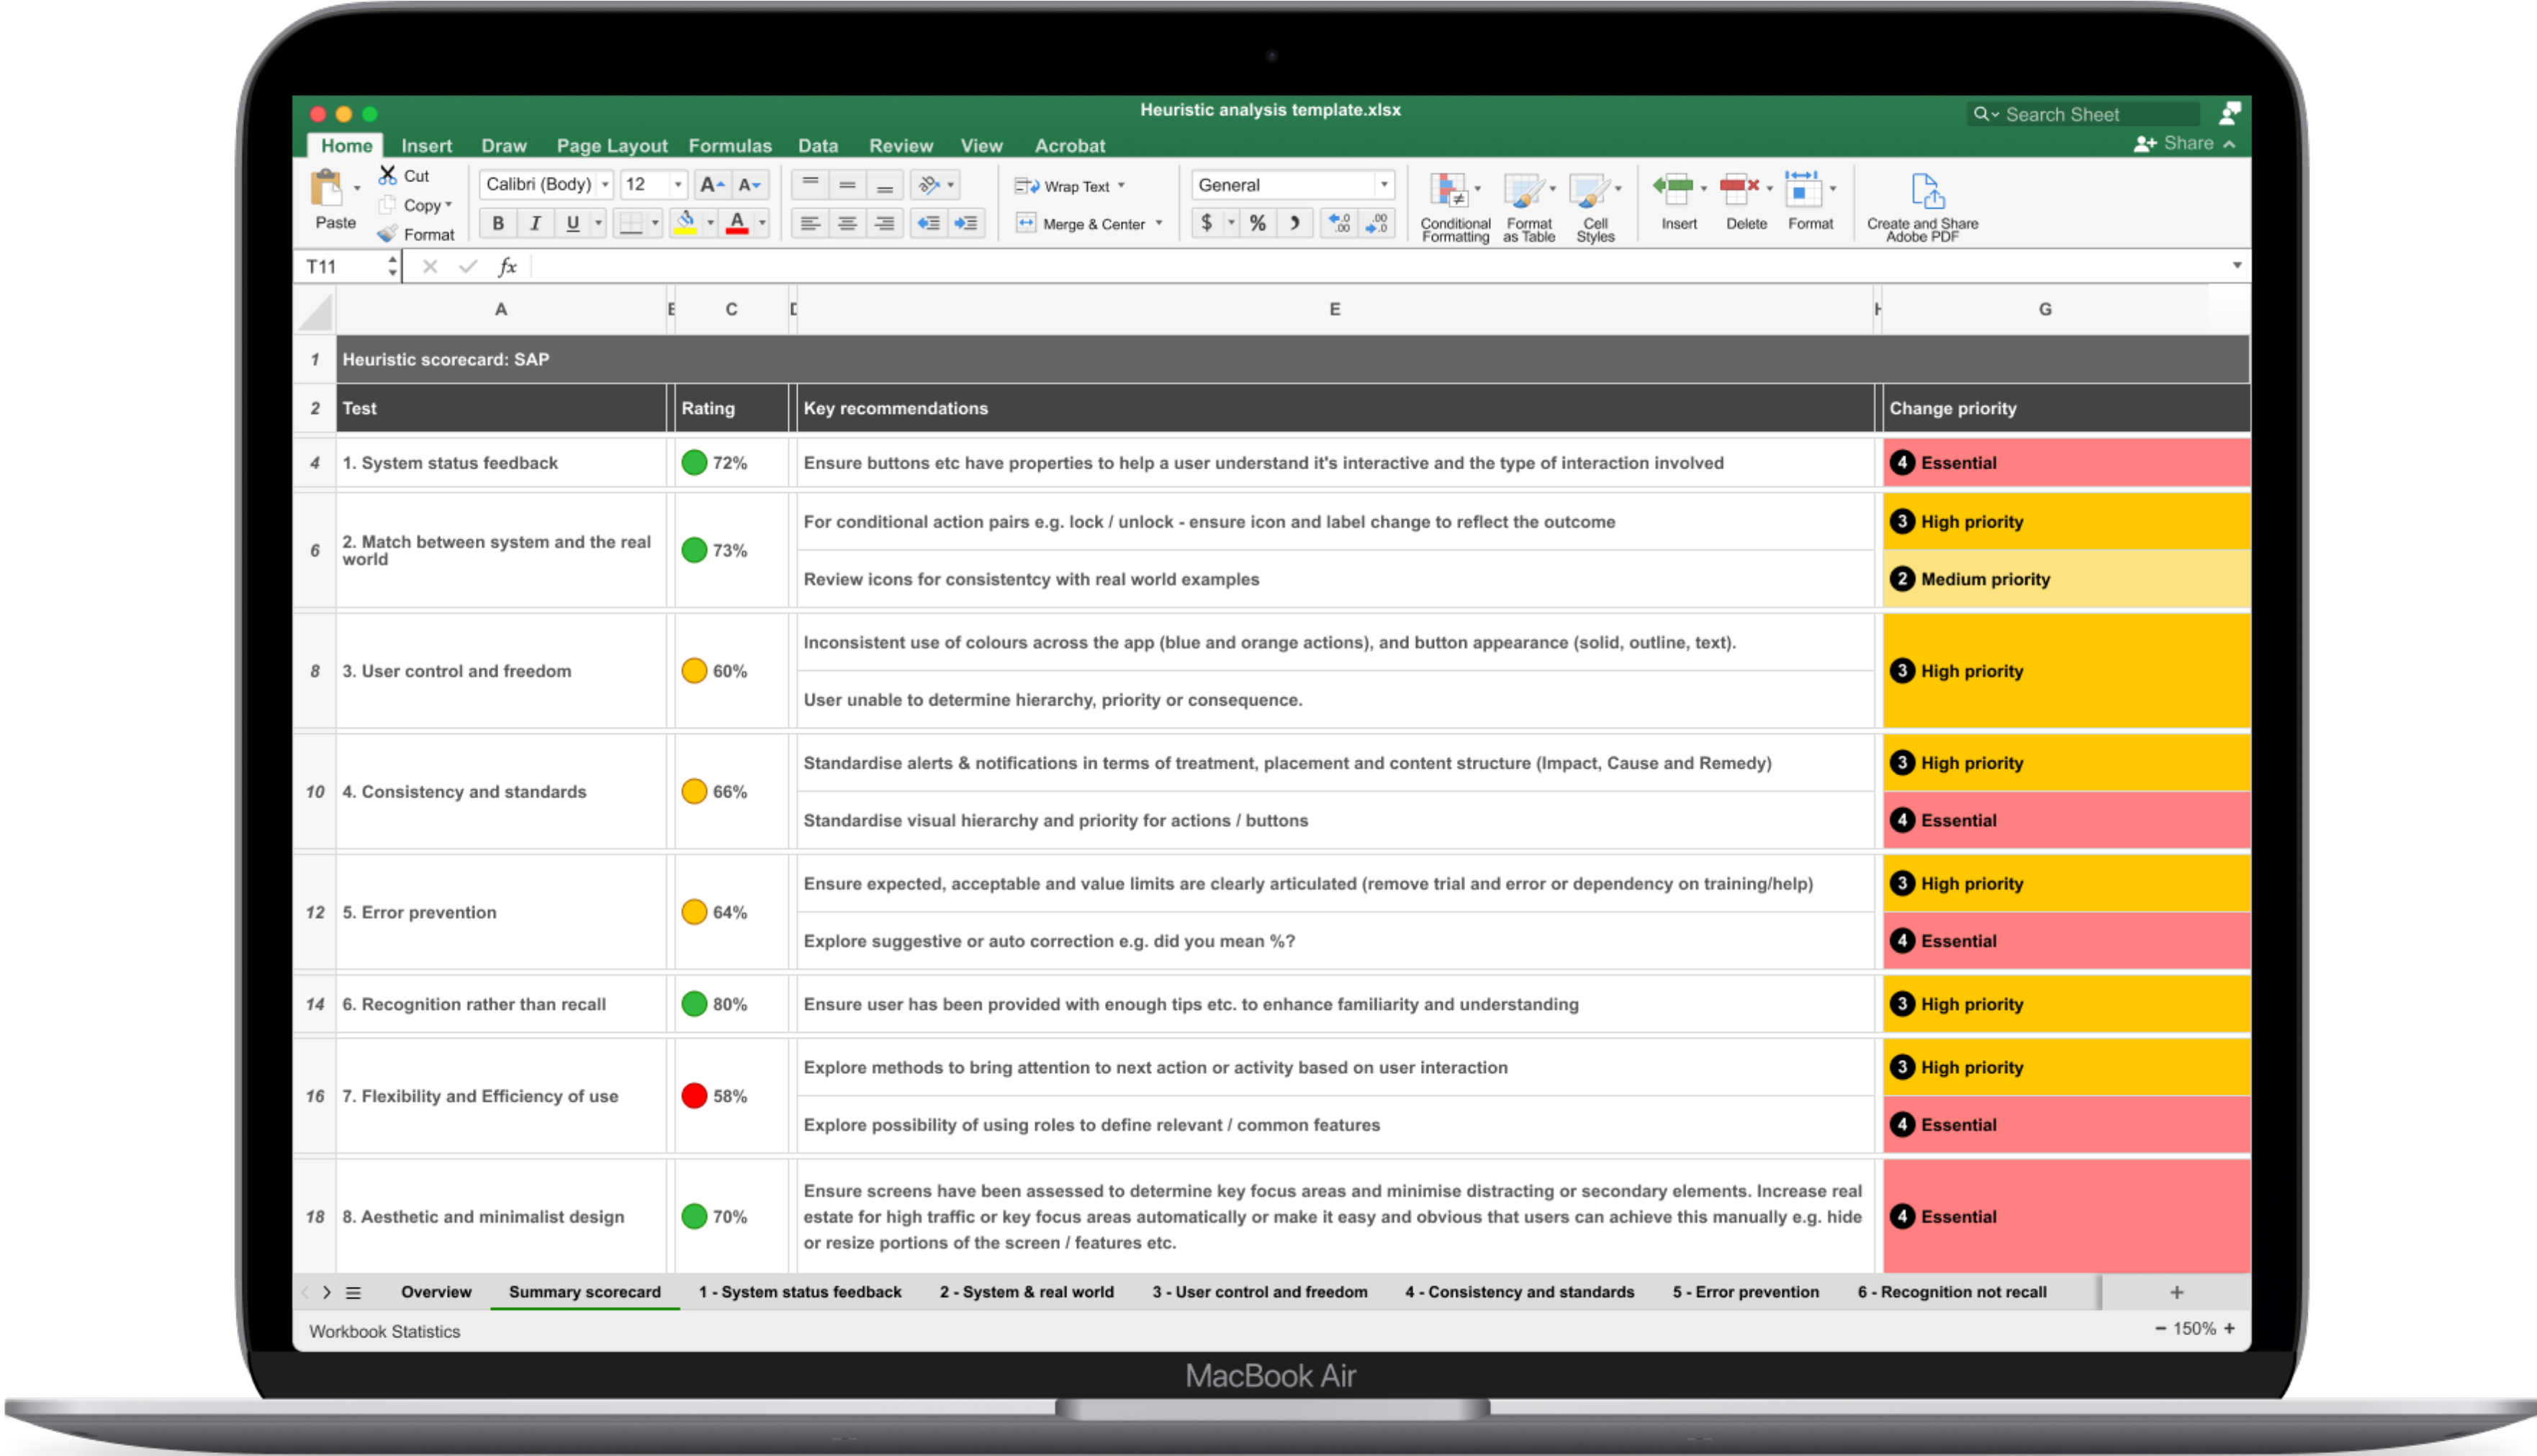 Heuristic analysis template.xlsx
Search Sheet
Home Insert Draw Page Layout Formulas Data Review View Acrobat
Share
Paste
Cut
Copy
Format
Calibri (Body) 12
A A
B I U A
ab
Wrap Text
Merge & Center
General
$ % ,
.0 .00
.00 .0
Conditional Formatting
Format as Table
Cell Styles
Insert
Delete
Format
Create and Share Adobe PDF
T11
fx
A C E G
1 Heuristic scorecard: SAP
2 Test Rating Key recommendations Change priority
4 1. System status feedback 72% Ensure buttons etc have properties to help a user understand it's interactive and the type of interaction involved 4 Essential
6 2. Match between system and the real
world
73%
For conditional action pairs e.g. lock / unlock - ensure icon and label change to reflect the outcome 3 High priority
Review icons for consistentcy with real world examples 2 Medium priority
8 3. User control and freedom 60%
Inconsistent use of colours across the app (blue and orange actions), and button appearance (solid, outline, text).
User unable to determine hierarchy, priority or consequence.
3 High priority
10 4. Consistency and standards 66%
Standardise alerts & notifications in terms of treatment, placement and content structure (Impact, Cause and Remedy) 3 High priority
Standardise visual hierarchy and priority for actions / buttons 4 Essential
12 5. Error prevention 64%
Ensure expected, acceptable and value limits are clearly articulated (remove trial and error or dependency on training/help) 3 High priority
Explore suggestive or auto correction e.g. did you mean %? 4 Essential
14 6. Recognition rather than recall 80% Ensure user has been provided with enough tips etc. to enhance familiarity and understanding 3 High priority
16 7. Flexibility and Efficiency of use 58%
Explore methods to bring attention to next action or activity based on user interaction 3 High priority
Explore possibility of using roles to define relevant / common features 4 Essential
18 8. Aesthetic and minimalist design 70%
Ensure screens have been assessed to determine key focus areas and minimise distracting or secondary elements. Increase real
estate for high traffic or key focus areas automatically or make it easy and obvious that users can achieve this manually e.g. hide
or resize portions of the screen / features etc.
4 Essential
Overview Summary scorecard 1 - System status feedback 2 - System & real world 3 - User control and freedom 4 - Consistency and standards 5 - Error prevention 6 - Recognition not recall +
Workbook Statistics
- 150% +
MacBook Air